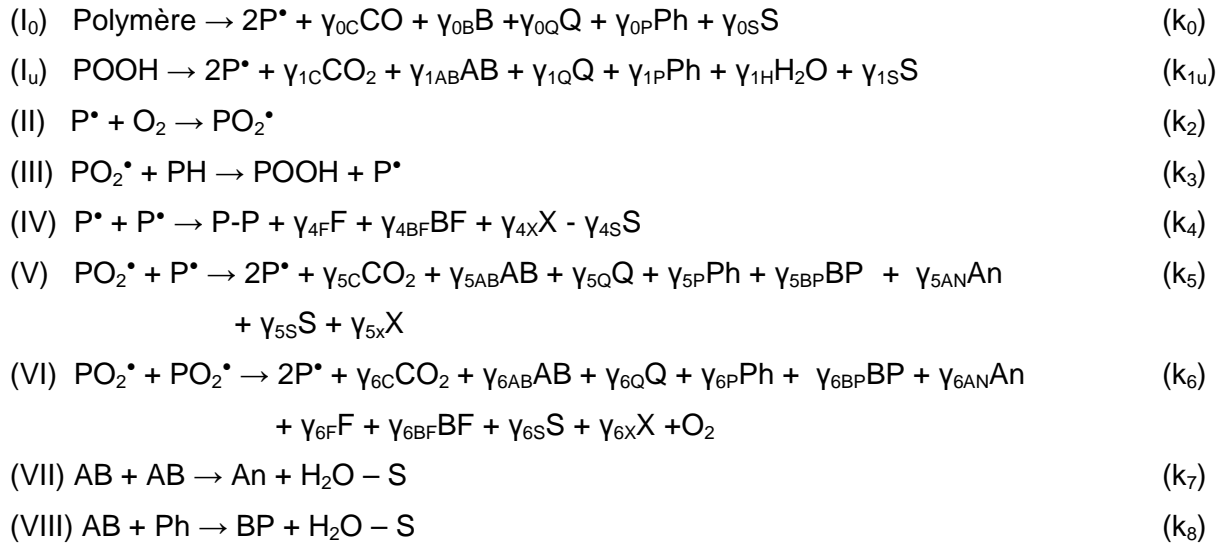 (I₀) Polymère → 2P• + γ₀CCO + γ₀BB +γ₀QQ + γ₀PPh + γ₀SS (k₀)
(Iᵤ) POOH → 2P• + γ₁CCO₂ + γ₁ABAB + γ₁QQ + γ₁PPh + γ₁HH₂O + γ₁SS (k₁ᵤ)
(II) P• + O₂ → PO₂• (k₂)
(III) PO₂• + PH → POOH + P• (k₃)
(IV) P• + P• → P-P + γ₄FF + γ₄BFBF + γ₄XX - γ₄SS (k₄)
(V) PO₂• + P• → 2P• + γ₅CCO₂ + γ₅ABAB + γ₅QQ + γ₅PPh + γ₅BPBP + γ₅ANAn (k₅)
+ γ₅SS + γ₅ₓX
(VI) PO₂• + PO₂• → 2P• + γ₆CCO₂ + γ₆ABAB + γ₆QQ + γ₆PPh + γ₆BPBP + γ₆ANAn (k₆)
+ γ₆FF + γ₆BFBF + γ₆SS + γ₆XX +O₂
(VII) AB + AB → An + H₂O – S (k₇)
(VIII) AB + Ph → BP + H₂O – S (k₈)